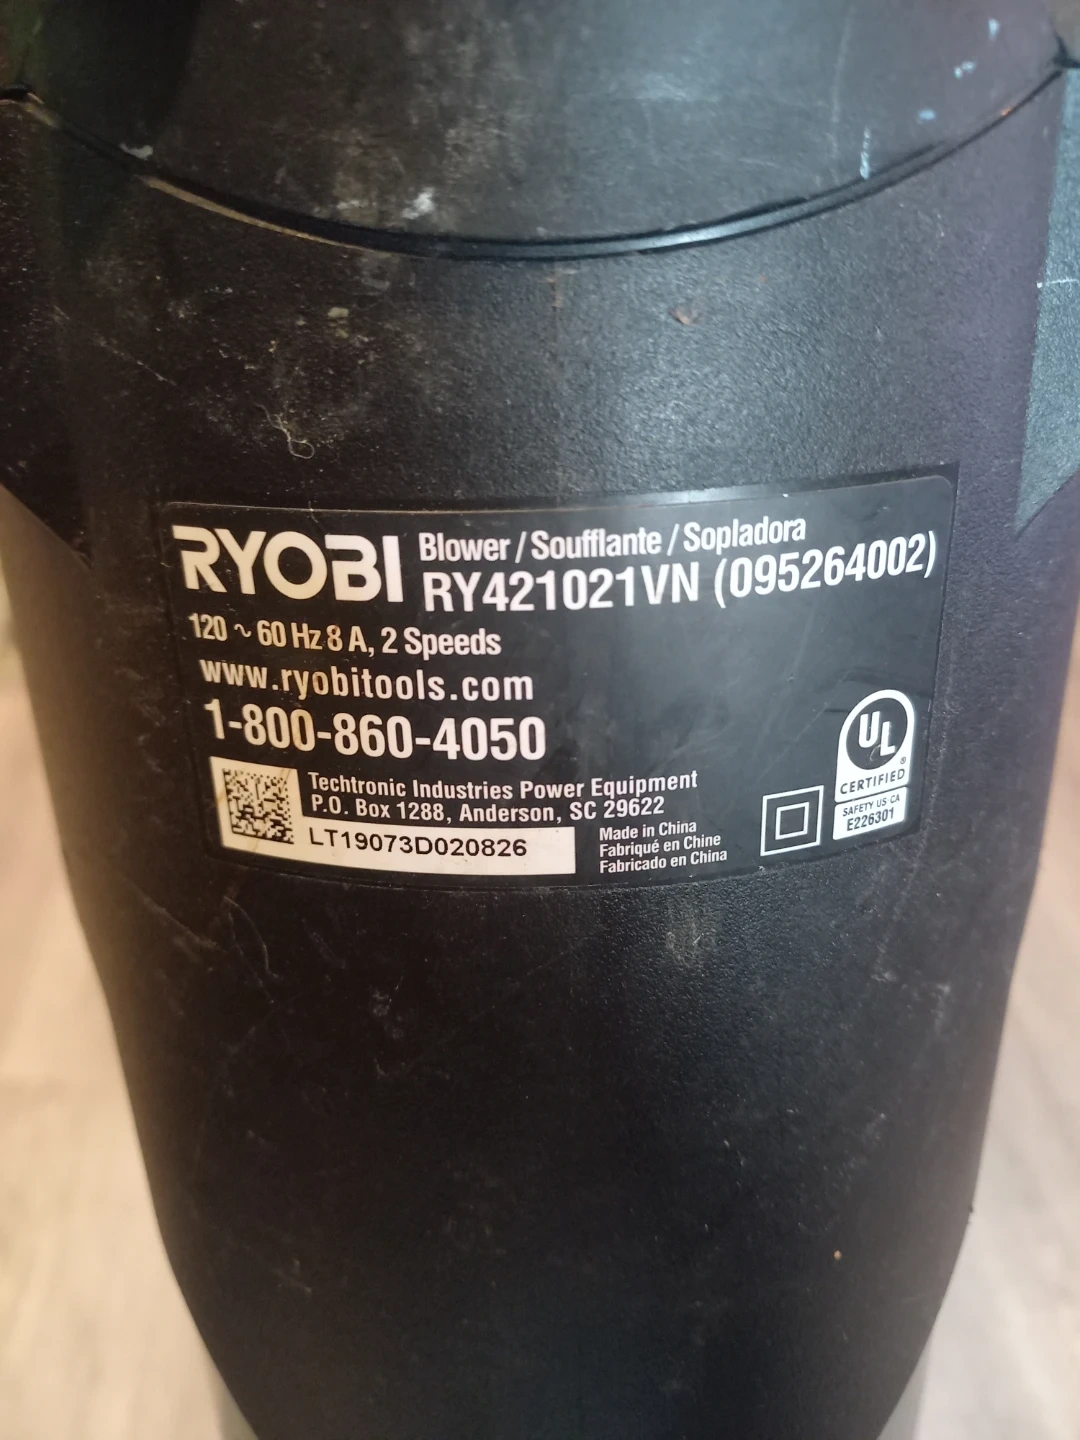 RYOBI Blower / Soufflante / Sopladora
RY421021VN (095264002)
120 ~ 60 Hz 8 A, 2 Speeds
www.ryobitools.com
1-800-860-4050
Techtronic Industries Power Equipment
P.O. Box 1288, Anderson, SC 29622
LT19073D020826
Made in China
Fabriqué en Chine
Fabricado en China
UL ®
CERTIFIED
SAFETY US·CA
E226301